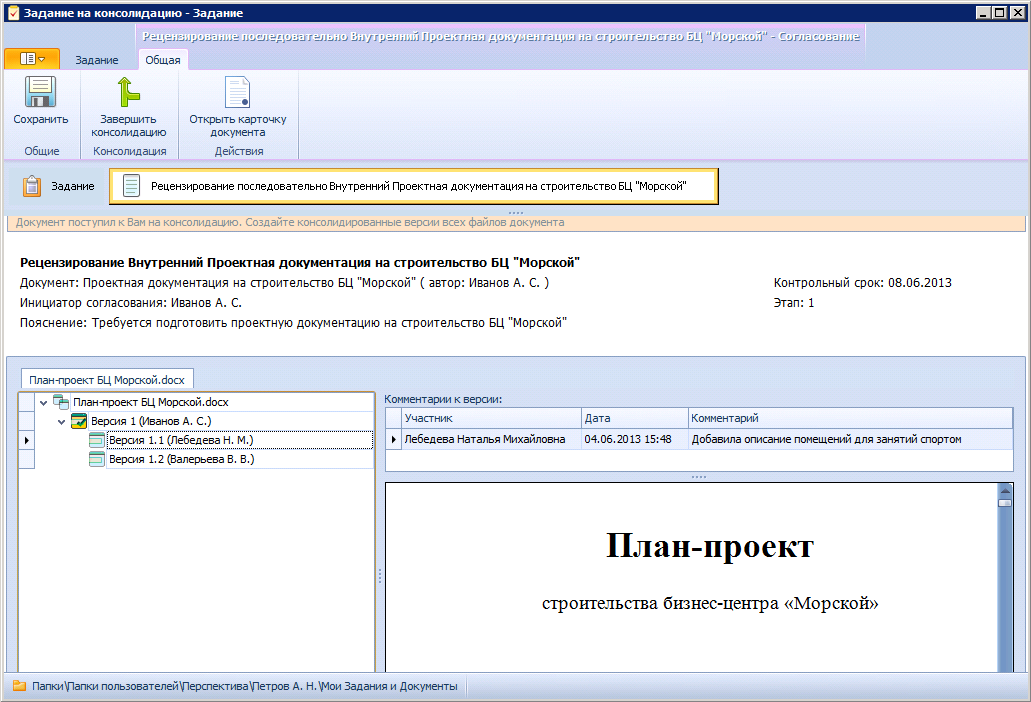 Задание на консолидацию - Задание
Рецензирование последовательно Внутренний Проектная документация на строительство БЦ "Морской" - Согласование
Задание Общая
Сохранить
Завершить консолидацию
Открыть карточку документа
Общие Консолидация Действия
Задание
Рецензирование последовательно Внутренний Проектная документация на строительство БЦ "Морской"
Документ поступил к Вам на консолидацию. Создайте консолидированные версии всех файлов документа
Рецензирование Внутренний Проектная документация на строительство БЦ "Морской"
Документ: Проектная документация на строительство БЦ "Морской" ( автор: Иванов А. С. )
Контрольный срок: 08.06.2013
Инициатор согласования: Иванов А. С.
Этап: 1
Пояснение: Требуется подготовить проектную документацию на строительство БЦ "Морской"
План-проект БЦ Морской.docx
План-проект БЦ Морской.docx
Версия 1 (Иванов А. С.)
Версия 1.1 (Лебедева Н. М.)
Версия 1.2 (Валерьева В. В.)
Комментарии к версии:
Участник Дата Комментарий
Лебедева Наталья Михайловна 04.06.2013 15:48 Добавила описание помещений для занятий спортом
План-проект
строительства бизнес-центра «Морской»
Папки\Папки пользователей\Перспектива\Петров А. Н.\Мои Задания и Документы